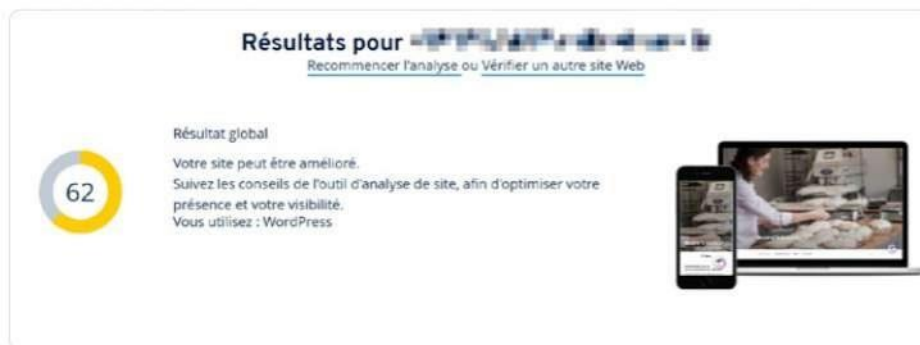 Résultats pour
Recommencer l'analyse ou Vérifier un autre site Web
Résultat global
Votre site peut être amélioré.
Suivez les conseils de l'outil d'analyse de site, afin d'optimiser votre
présence et votre visibilité.
Vous utilisez : WordPress
62